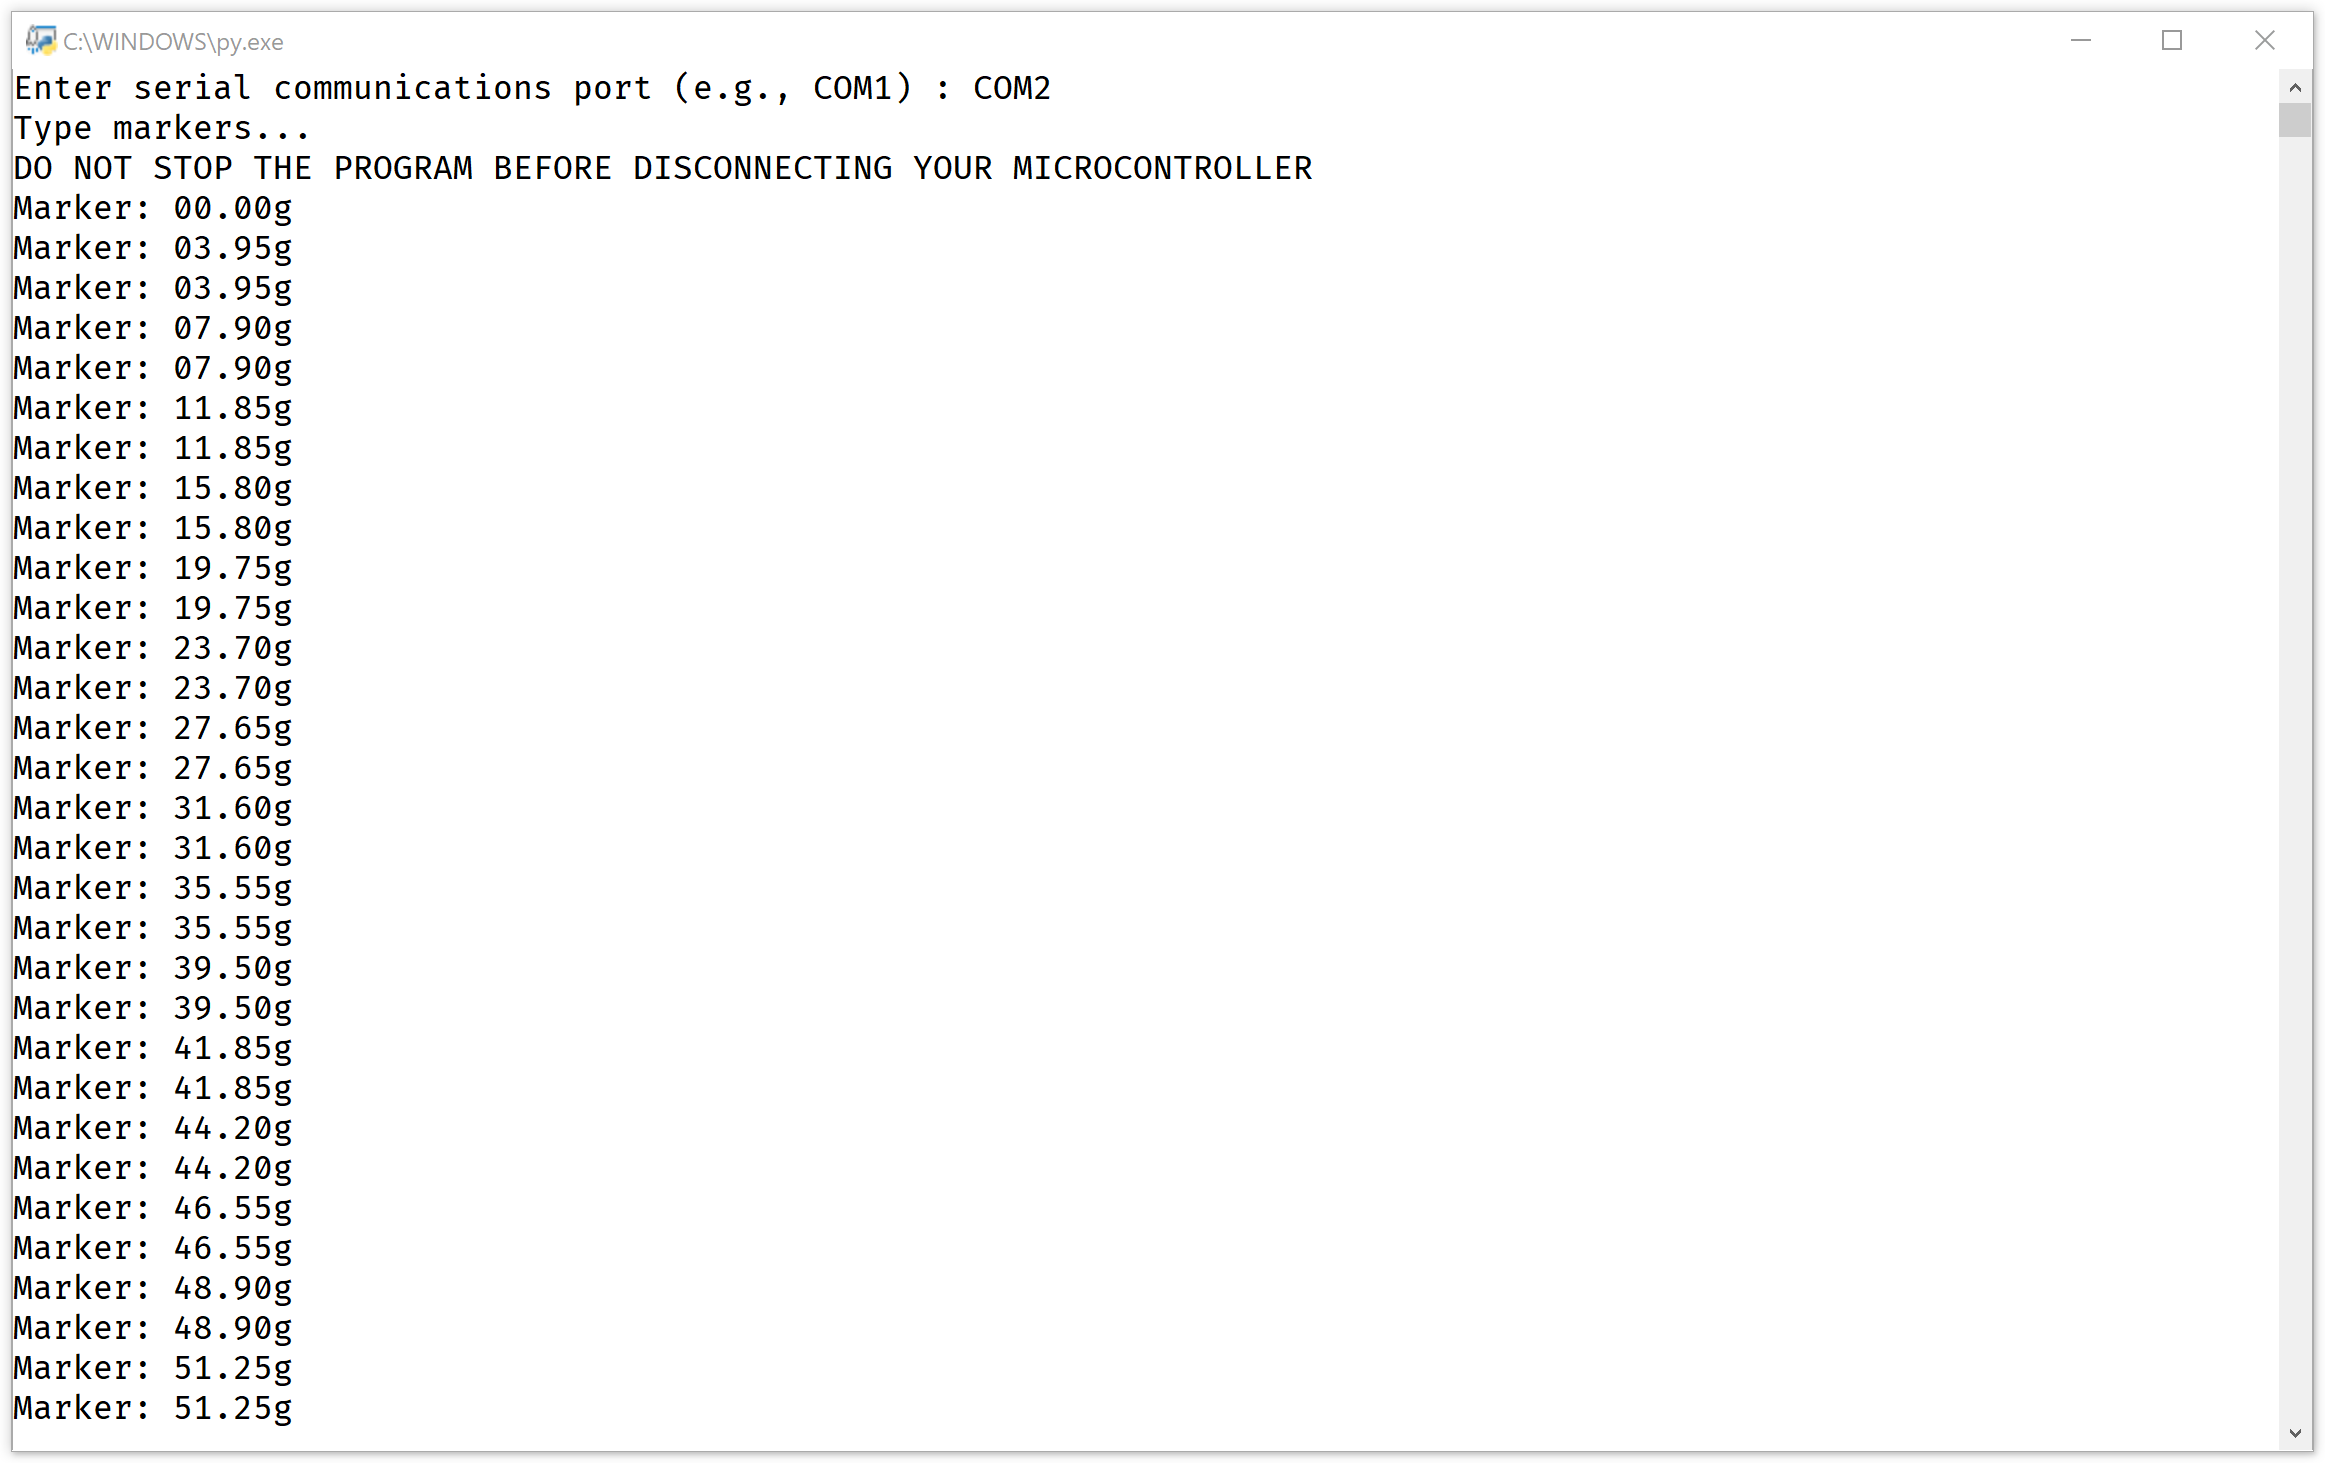 C:\WINDOWS\py.exe
Enter serial communications port (e.g., COM1) : COM2
Type markers...
DO NOT STOP THE PROGRAM BEFORE DISCONNECTING YOUR MICROCONTROLLER
Marker: 00.00g
Marker: 03.95g
Marker: 03.95g
Marker: 07.90g
Marker: 07.90g
Marker: 11.85g
Marker: 11.85g
Marker: 15.80g
Marker: 15.80g
Marker: 19.75g
Marker: 19.75g
Marker: 23.70g
Marker: 23.70g
Marker: 27.65g
Marker: 27.65g
Marker: 31.60g
Marker: 31.60g
Marker: 35.55g
Marker: 35.55g
Marker: 39.50g
Marker: 39.50g
Marker: 41.85g
Marker: 41.85g
Marker: 44.20g
Marker: 44.20g
Marker: 46.55g
Marker: 46.55g
Marker: 48.90g
Marker: 48.90g
Marker: 51.25g
Marker: 51.25g